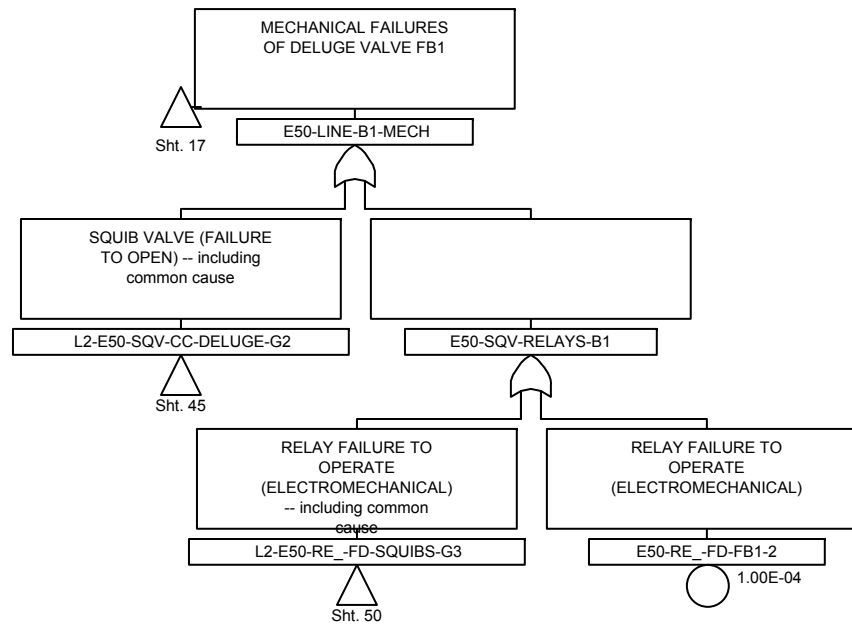 MECHANICAL FAILURES
OF DELUGE VALVE FB1
Sht. 17
E50-LINE-B1-MECH
SQUIB VALVE (FAILURE
TO OPEN) -- including
common cause
L2-E50-SQV-CC-DELUGE-G2
E50-SQV-RELAYS-B1
Sht. 45
RELAY FAILURE TO
OPERATE
(ELECTROMECHANICAL)
-- including common
cause
L2-E50-RE_-FD-SQUIBS-G3
Sht. 50
RELAY FAILURE TO
OPERATE
(ELECTROMECHANICAL)
E50-RE_-FD-FB1-2
1.00E-04